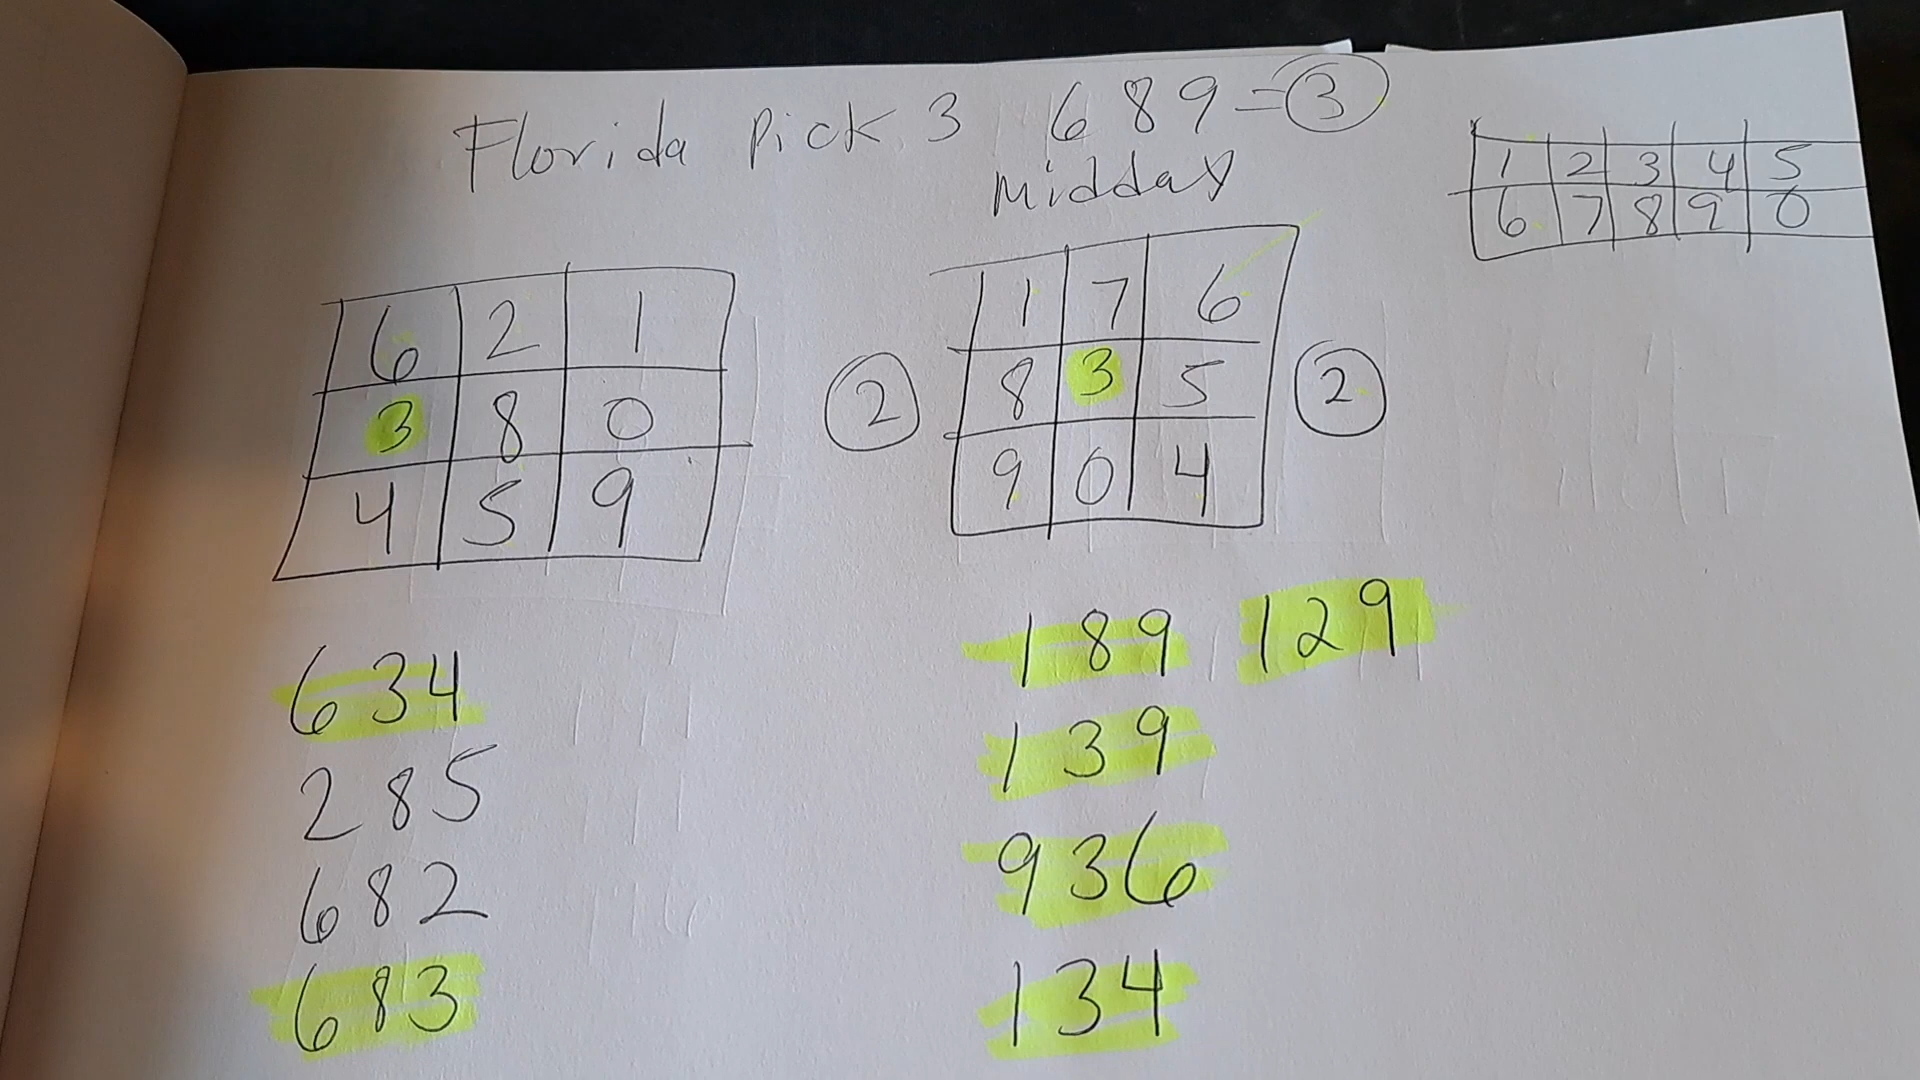 Florida Pick 3 689=3
Midday
1 2 3 4 5
6 7 8 9 0
6 2 1
3 8 0 2
4 5 9
1 7 6
8 3 5 2
9 0 4
634
285
682
683
189 129
139
936
134